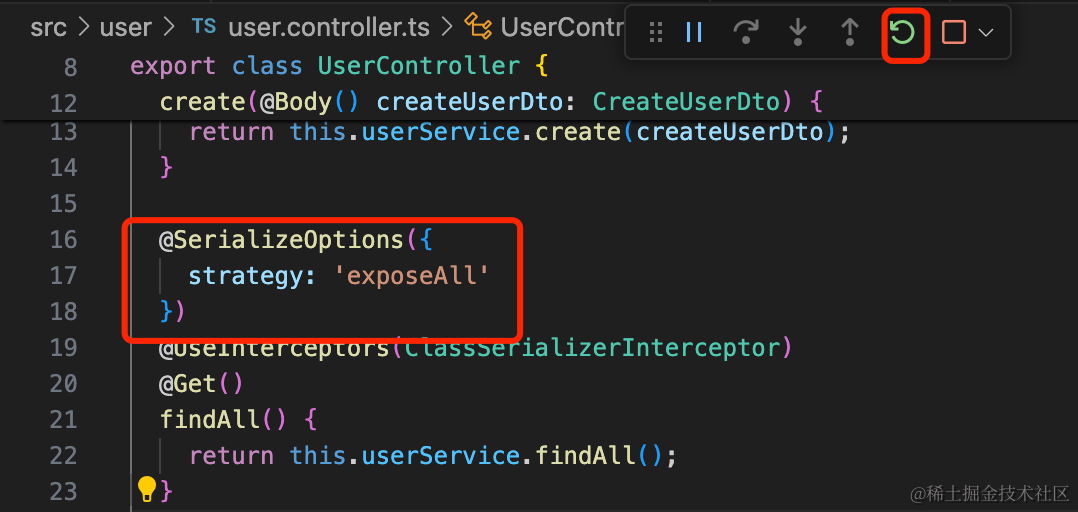 src > user > TS user.controller.ts > UserContr
8 export class UserController {
12 create(@Body() createUserDto: CreateUserDto) {
13 return this.userService.create(createUserDto);
14 }
15
16 @SerializeOptions({
17 strategy: 'exposeAll'
18 })
19 @UseInterceptors(ClassSerializerInterceptor)
20 @Get()
21 findAll() {
22 return this.userService.findAll();
23 }
@稀土掘金技术社区